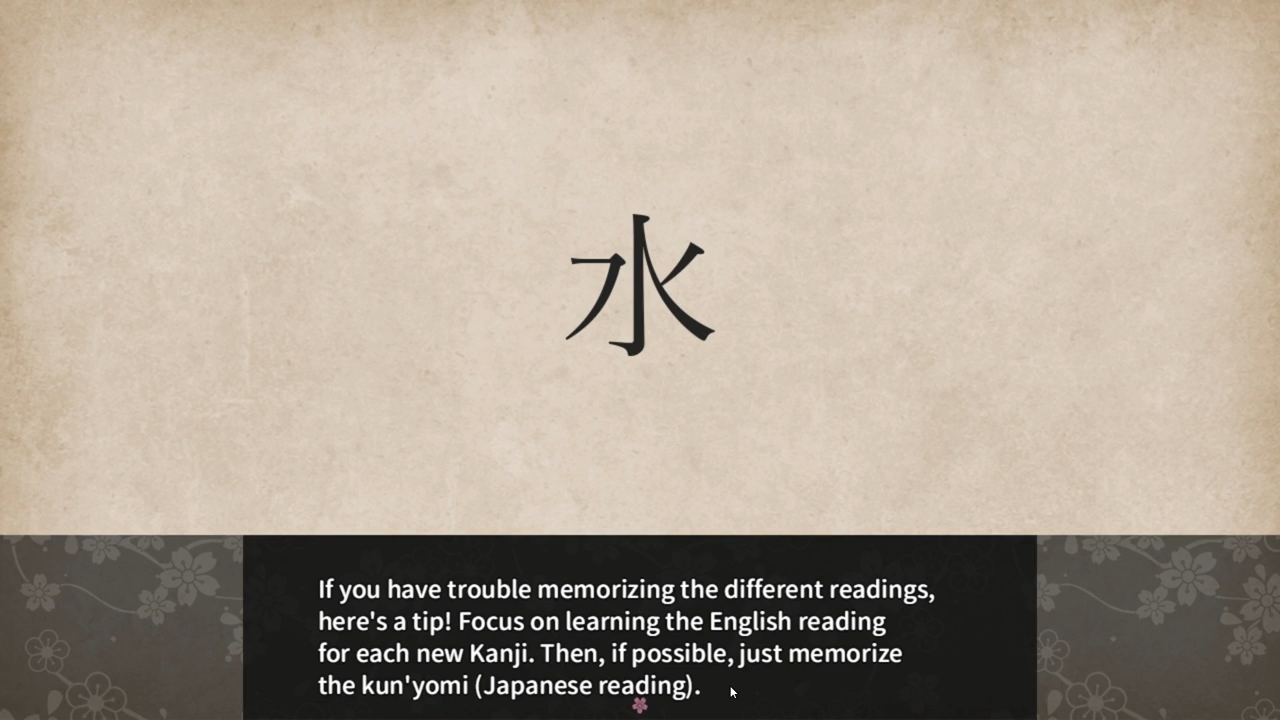 水
If you have trouble memorizing the different readings,
here's a tip! Focus on learning the English reading
for each new Kanji. Then, if possible, just memorize
the kun'yomi (Japanese reading).